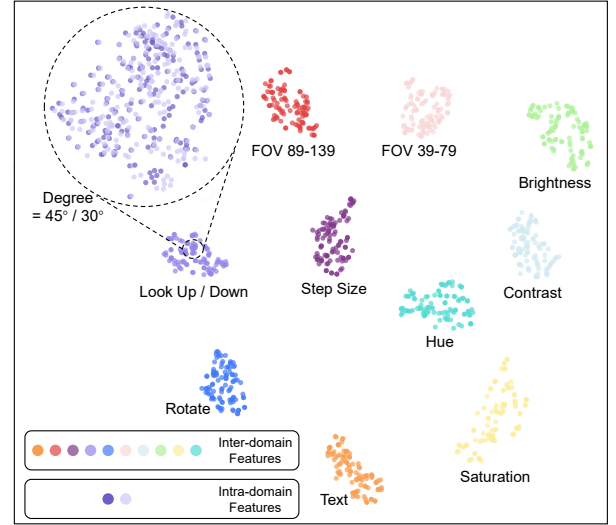 FOV 89-139
FOV 39-79
Brightness
Degree
= 45° / 30°
Look Up / Down
Step Size
Contrast
Hue
Rotate
Saturation
Text
Inter-domain
Features
Intra-domain
Features